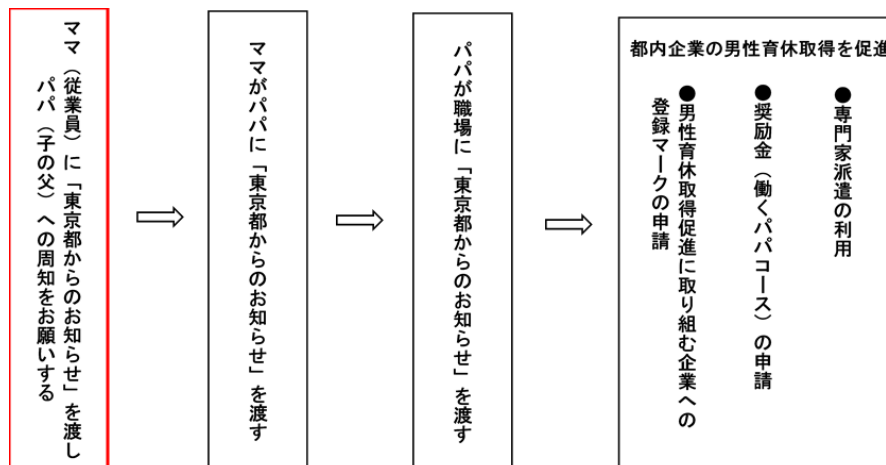 ママ（従業員）に「東京都からのお知らせ」を渡し
パパ（子の父）への周知をお願いする
ママがパパに「東京都からのお知らせ」を渡す
パパが職場に「東京都からのお知らせ」を渡す
都内企業の男性育休取得を促進
●専門家派遣の利用
●奨励金（働くパパコース）の申請
●男性育休取得促進に取り組む企業への
登録マークの申請